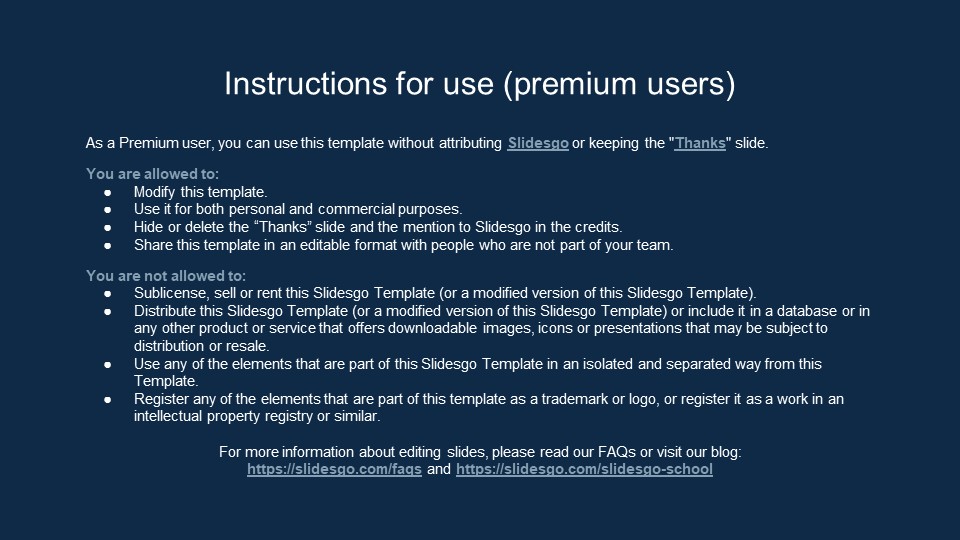 Instructions for use (premium users)
As a Premium user, you can use this template without attributing Slidesgo or keeping the "Thanks" slide.
You are allowed to:
● Modify this template.
● Use it for both personal and commercial purposes.
● Hide or delete the “Thanks” slide and the mention to Slidesgo in the credits.
● Share this template in an editable format with people who are not part of your team.
You are not allowed to:
● Sublicense, sell or rent this Slidesgo Template (or a modified version of this Slidesgo Template).
● Distribute this Slidesgo Template (or a modified version of this Slidesgo Template) or include it in a database or in
any other product or service that offers downloadable images, icons or presentations that may be subject to
distribution or resale.
● Use any of the elements that are part of this Slidesgo Template in an isolated and separated way from this
Template.
● Register any of the elements that are part of this template as a trademark or logo, or register it as a work in an
intellectual property registry or similar.
For more information about editing slides, please read our FAQs or visit our blog:
https://slidesgo.com/faqs and https://slidesgo.com/slidesgo-school